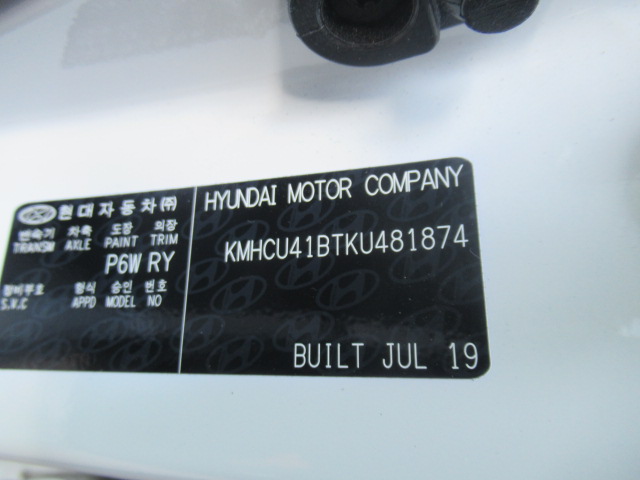 현대자동차㈜
변속기 차축 도장 외장
TRANSM AXLE PAINT TRIM
P6W RY
정비부호 형식 승인 번호
S.V.C APPD MODEL NO
HYUNDAI MOTOR COMPANY
KMHCU41BTKU481874
BUILT JUL 19